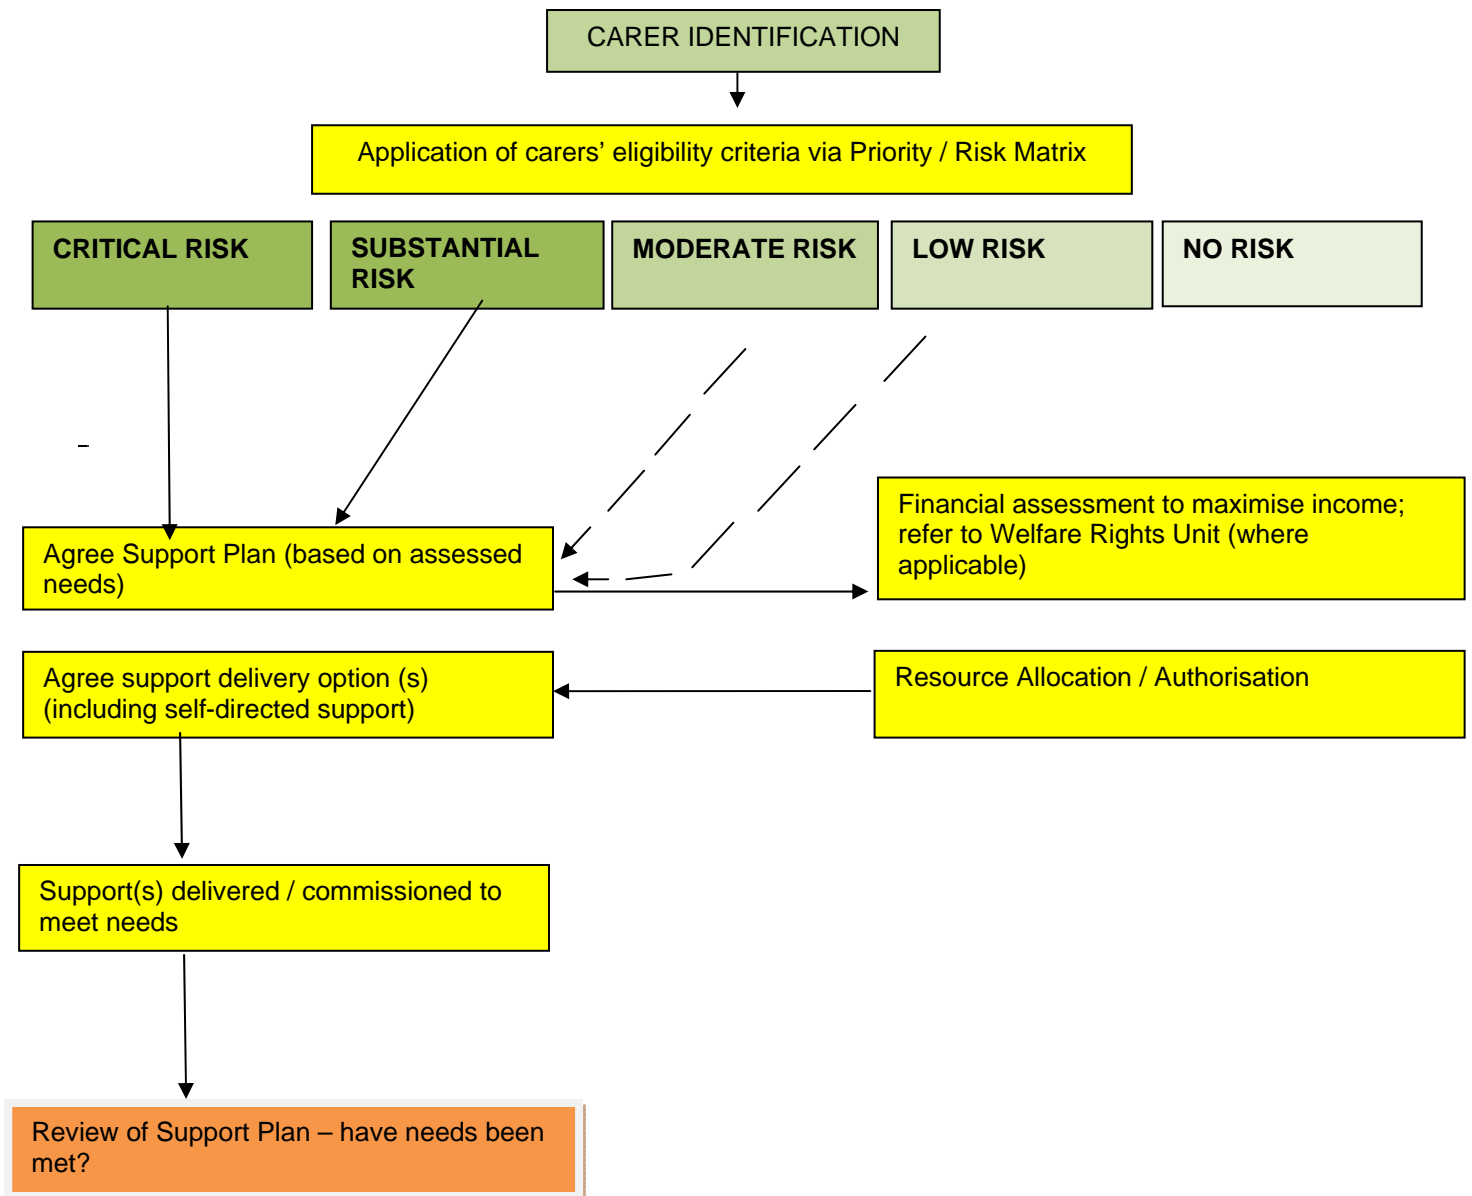 CARER IDENTIFICATION
Application of carers’ eligibility criteria via Priority / Risk Matrix
CRITICAL RISK
SUBSTANTIAL
RISK
MODERATE RISK
LOW RISK
NO RISK
Financial assessment to maximise income;
refer to Welfare Rights Unit (where
applicable)
Agree Support Plan (based on assessed
needs)
Agree support delivery option (s)
(including self-directed support)
Resource Allocation / Authorisation
Support(s) delivered / commissioned to
meet needs
Review of Support Plan – have needs been
met?